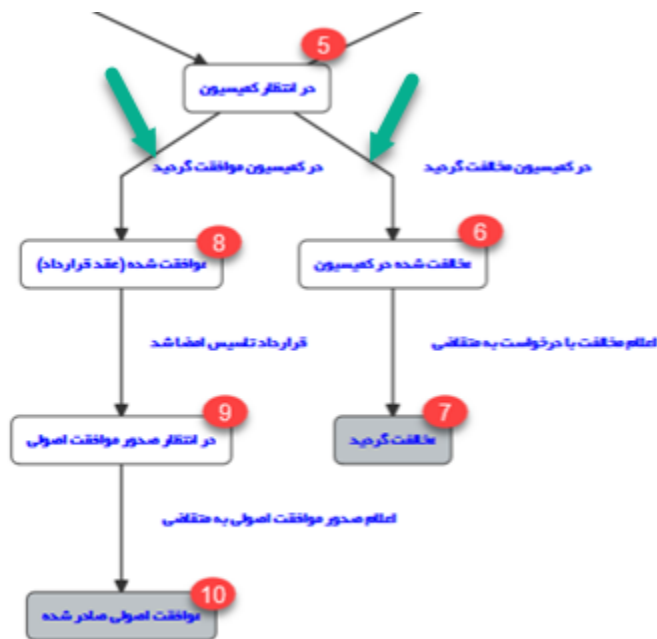 5
در انتظار کمیسیون
در کمیسیون موافقت گردید
در کمیسیون مخالفت گردید
8
موافقت شده (عقد قرارداد)
6
مخالفت شده در کمیسیون
قرارداد تاسیس امضا شد
اعلام مخالفت با درخواست به متقاضی
9
در انتظار صدور موافقت اصولی
7
مخالفت گردید
اعلام صدور موافقت اصولی به متقاضی
10
موافقت اصولی صادر شده